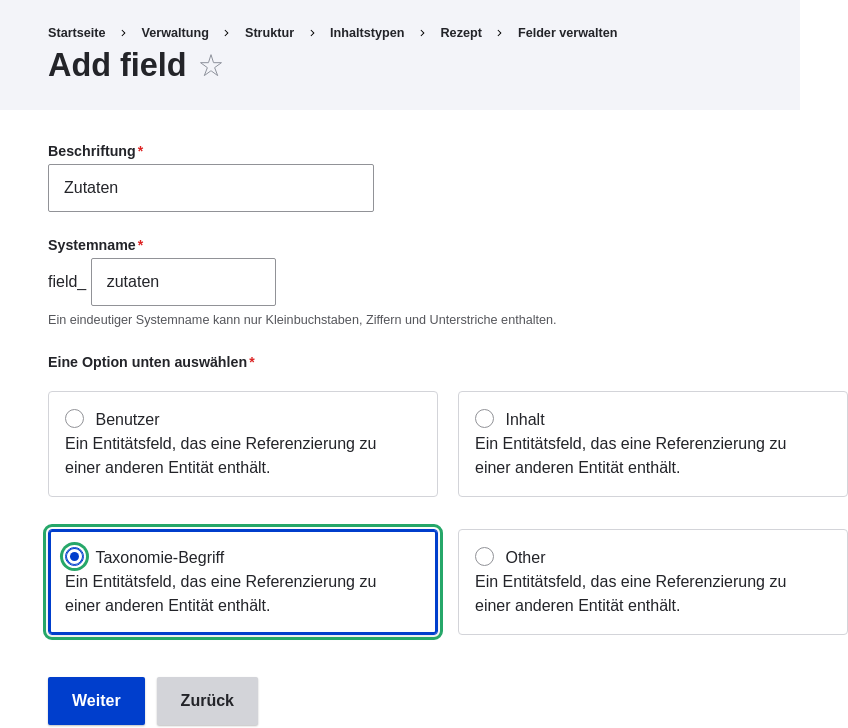 Startseite > Verwaltung > Struktur > Inhaltstypen > Rezept > Felder verwalten
Add field ☆
Beschriftung*
Zutaten
Systemname*
field_ zutaten
Ein eindeutiger Systemname kann nur Kleinbuchstaben, Ziffern und Unterstriche enthalten.
Eine Option unten auswählen*
Benutzer
Ein Entitätsfeld, das eine Referenzierung zu
einer anderen Entität enthält.
Inhalt
Ein Entitätsfeld, das eine Referenzierung zu
einer anderen Entität enthält.
Taxonomie-Begriff
Ein Entitätsfeld, das eine Referenzierung zu
einer anderen Entität enthält.
Other
Ein Entitätsfeld, das eine Referenzierung zu
einer anderen Entität enthält.
Weiter
Zurück